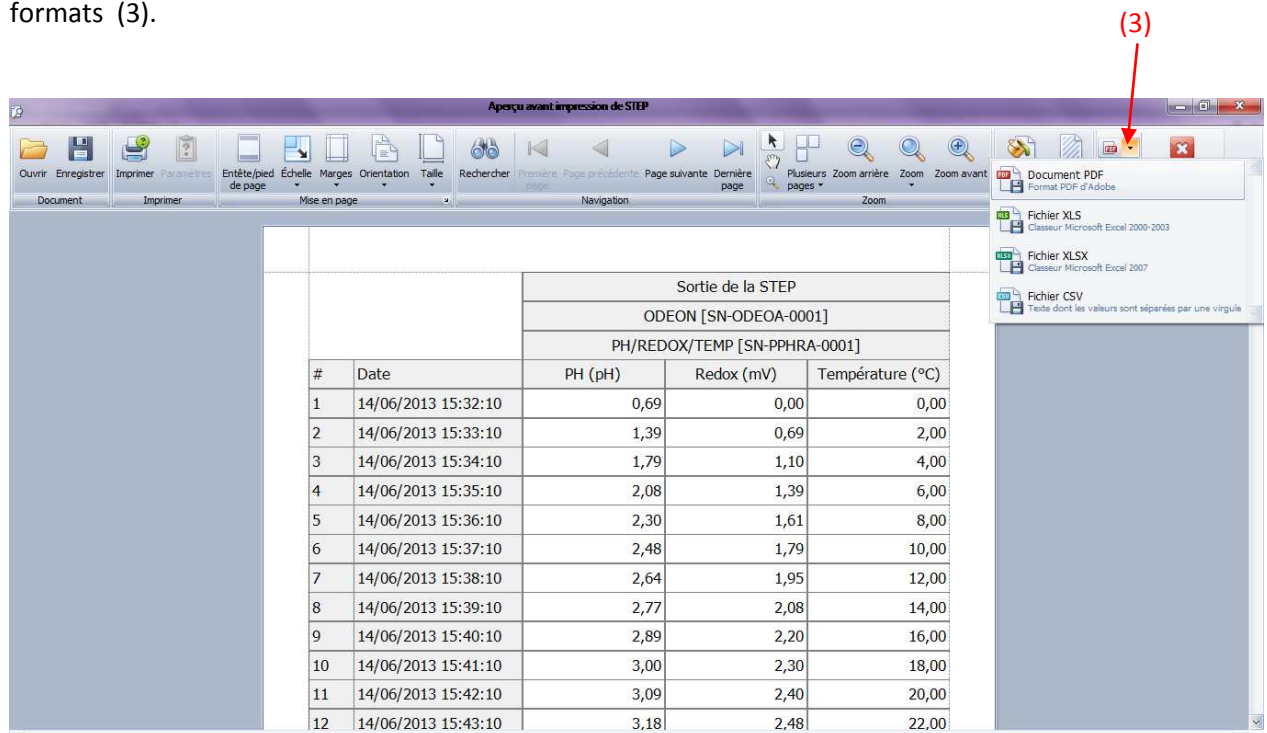 formats (3).
(3)
Aperçu avant impression de STEP
Ouvrir Enregistrer Imprimer Paramètres Entête/pied de page Échelle Marges Orientation Taille Rechercher Première page Page précédente Page suivante Dernière page Plusieurs pages Zoom arrière Zoom Zoom avant
Document Imprimer Mise en page Navigation Zoom
PDF Document PDF
Format PDF d'Adobe
XLS Fichier XLS
Classeur Microsoft Excel 2000-2003
XLSX Fichier XLSX
Classeur Microsoft Excel 2007
CSV Fichier CSV
Texte dont les valeurs sont séparées par une virgule
Sortie de la STEP
ODEON [SN-ODEOA-0001]
PH/REDOX/TEMP [SN-PPHRA-0001]
# Date PH (pH) Redox (mV) Température (°C)
1 14/06/2013 15:32:10 0,69 0,00 0,00
2 14/06/2013 15:33:10 1,39 0,69 2,00
3 14/06/2013 15:34:10 1,79 1,10 4,00
4 14/06/2013 15:35:10 2,08 1,39 6,00
5 14/06/2013 15:36:10 2,30 1,61 8,00
6 14/06/2013 15:37:10 2,48 1,79 10,00
7 14/06/2013 15:38:10 2,64 1,95 12,00
8 14/06/2013 15:39:10 2,77 2,08 14,00
9 14/06/2013 15:40:10 2,89 2,20 16,00
10 14/06/2013 15:41:10 3,00 2,30 18,00
11 14/06/2013 15:42:10 3,09 2,40 20,00
12 14/06/2013 15:43:10 3,18 2,48 22,00